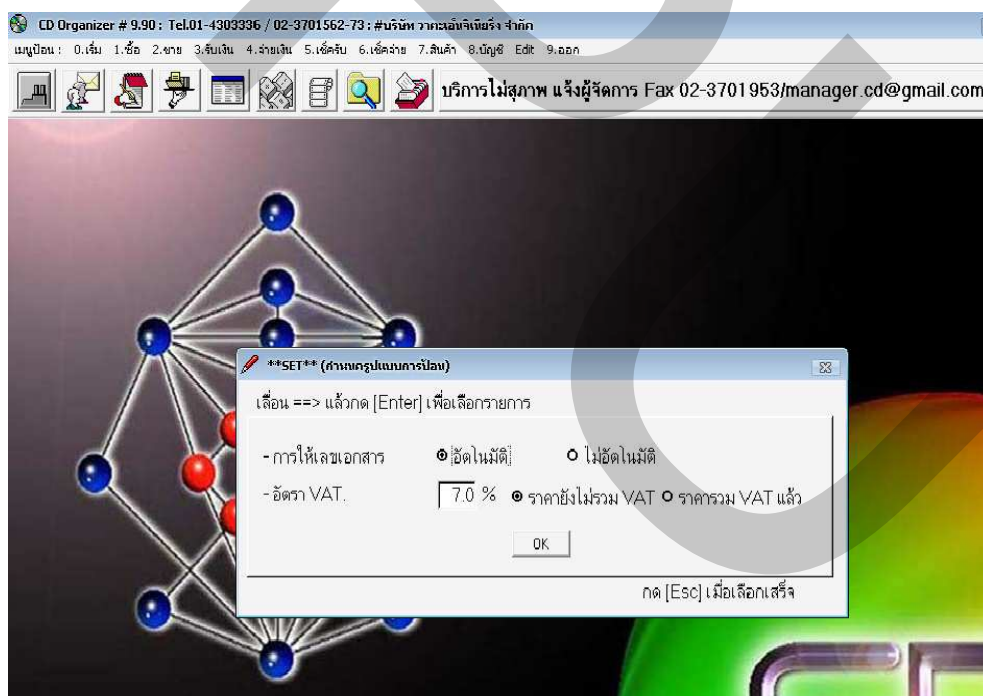 CD Organizer # 9.90 : Tel.01-4303336 / 02-3701562-73 : #บริษัท วาคะเอ็นจิเนียริ่ง จำกัด
เมนูป้อน : 0.เริ่ม 1.ซื้อ 2.ขาย 3.รับเงิน 4.จ่ายเงิน 5.เช็ครับ 6.เช็คจ่าย 7.สินค้า 8.บัญชี Edit 9.ออก
บริการไม่สุภาพ แจ้งผู้จัดการ Fax 02-3701953/manager.cd@gmail.com
**SET** (กำหนดรูปแบบการป้อน)
เลื่อน ==> แล้วกด [Enter] เพื่อเลือกรายการ
- การให้เลขเอกสาร อัตโนมัติ ไม่อัตโนมัติ
- อัตรา VAT. 7.0 % ราคายังไม่รวม VAT ราคารวม VAT แล้ว
OK
กด [Esc] เมื่อเลือกเสร็จ